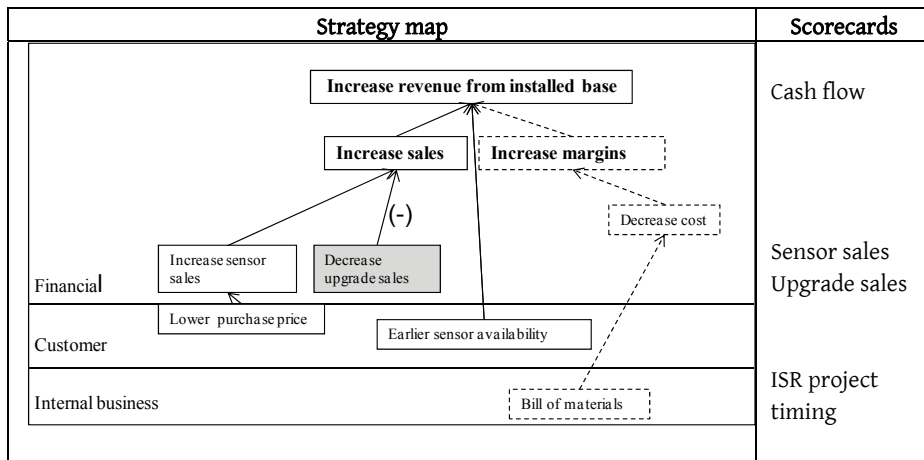 Strategy map
Scorecards
Increase revenue from installed base
Cash flow
Increase sales
Increase margins
(-)
Decrease cost
Increase sensor
sales
Decrease
upgrade sales
Sensor sales
Upgrade sales
Financial
Lower purchase price
Earlier sensor availability
Customer
ISR project
timing
Internal business
Bill of materials